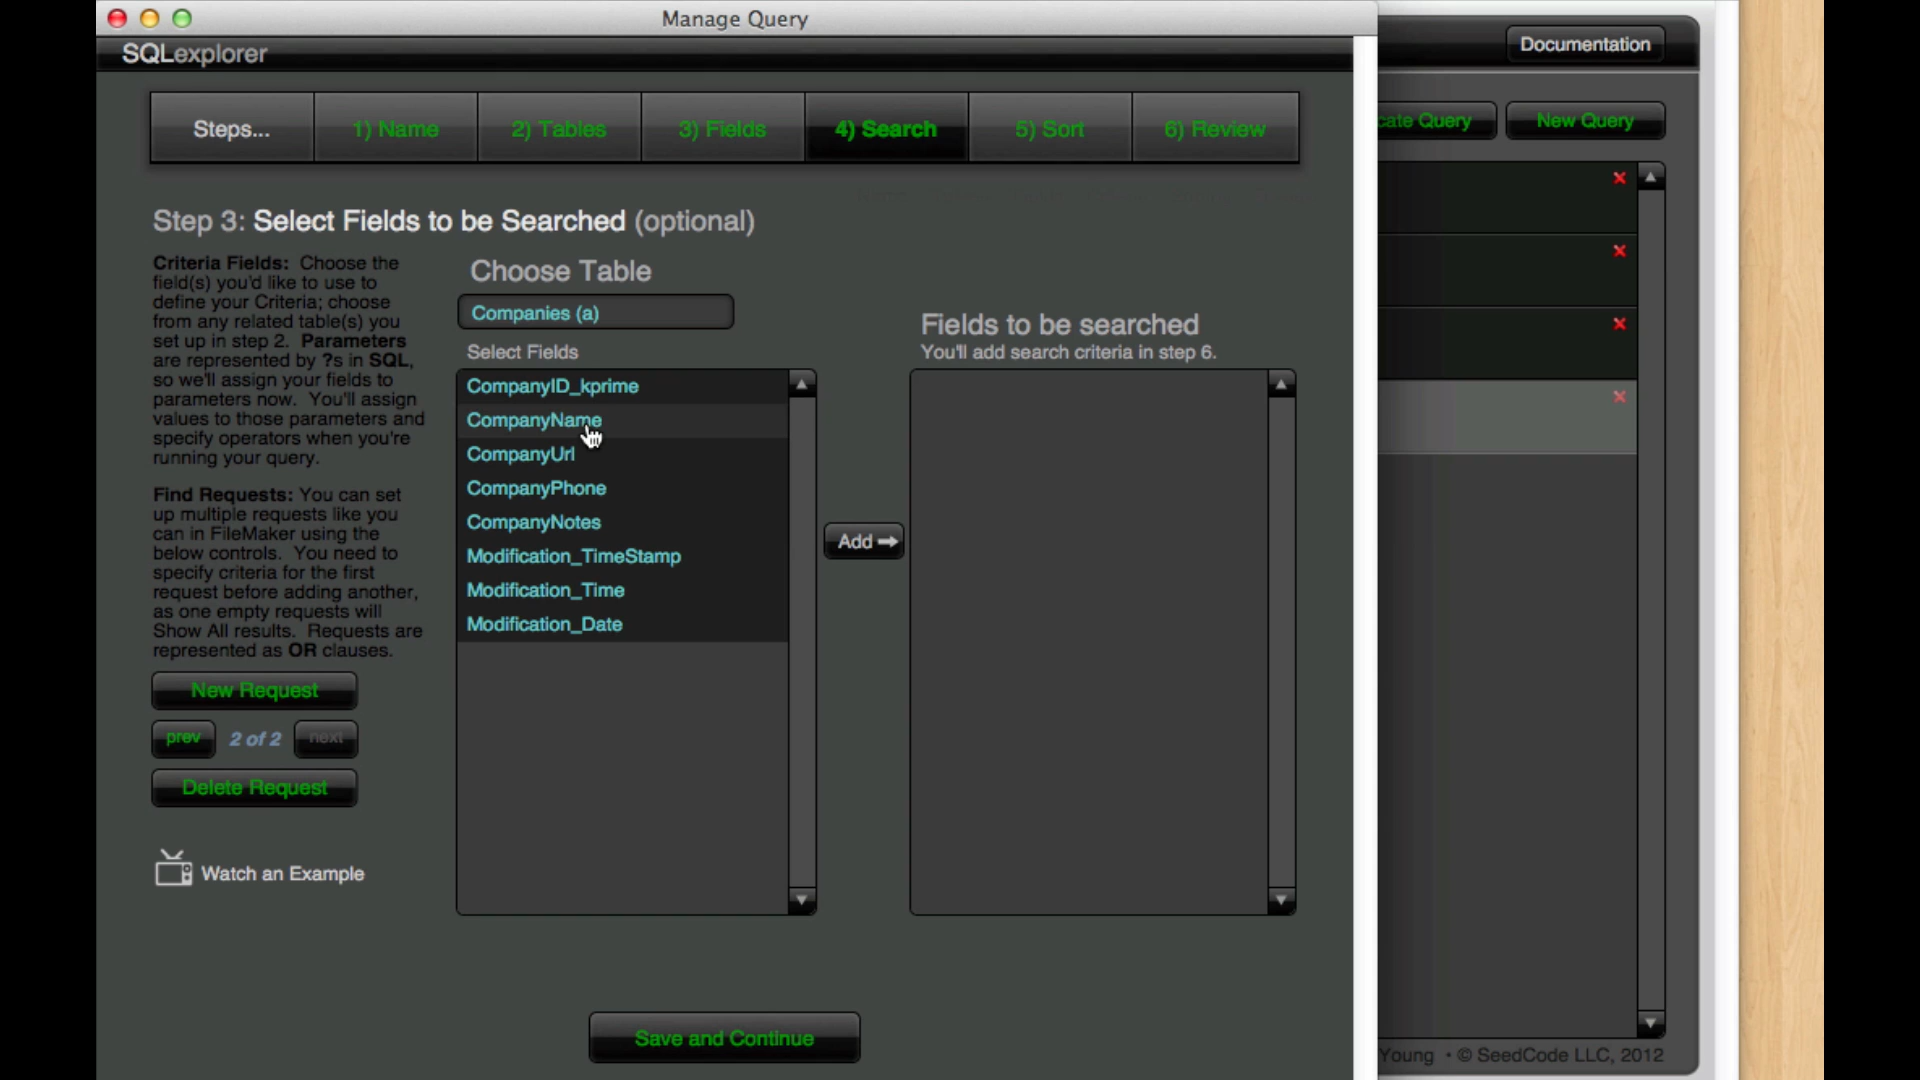 Manage Query
SQLexplorer
Documentation
Steps...
1) Name
2) Tables
3) Fields
4) Search
5) Sort
6) Review
cate Query
New Query
Step 3: Select Fields to be Searched (optional)
Criteria Fields: Choose the
field(s) you'd like to use to
define your Criteria; choose
from any related table(s) you
set up in step 2. Parameters
are represented by ?s in SQL,
so we'll assign your fields to
parameters now. You'll assign
values to those parameters and
specify operators when you're
running your query.
Find Requests: You can set
up multiple requests like you
can in FileMaker using the
below controls. You need to
specify criteria for the first
request before adding another,
as one empty requests will
Show All results. Requests are
represented as OR clauses.
New Request
prev
2 of 2
next
Delete Request
Watch an Example
Choose Table
Companies (a)
Select Fields
CompanyID_kprime
CompanyName
CompanyUrl
CompanyPhone
CompanyNotes
Modification_TimeStamp
Modification_Time
Modification_Date
Add
Fields to be searched
You'll add search criteria in step 6.
Save and Continue
Young • © SeedCode LLC, 2012